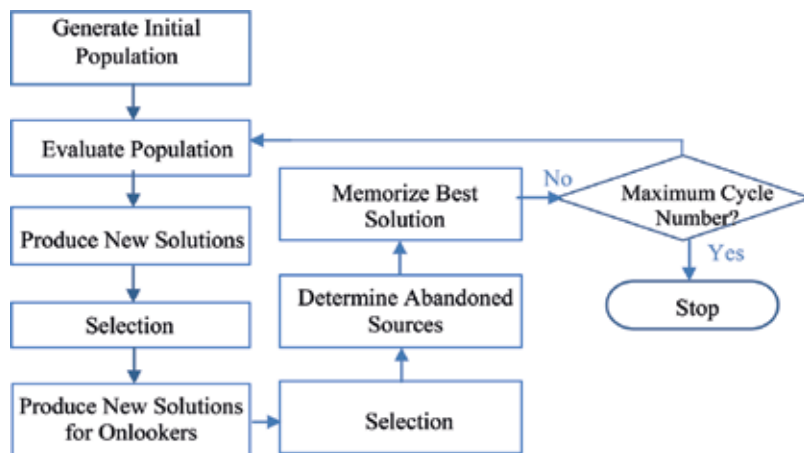 Generate Initial
Population
Evaluate Population
Produce New Solutions
Selection
Produce New Solutions
for Onlookers
Selection
Determine Abandoned
Sources
Memorize Best
Solution
No
Maximum Cycle
Number?
Yes
Stop